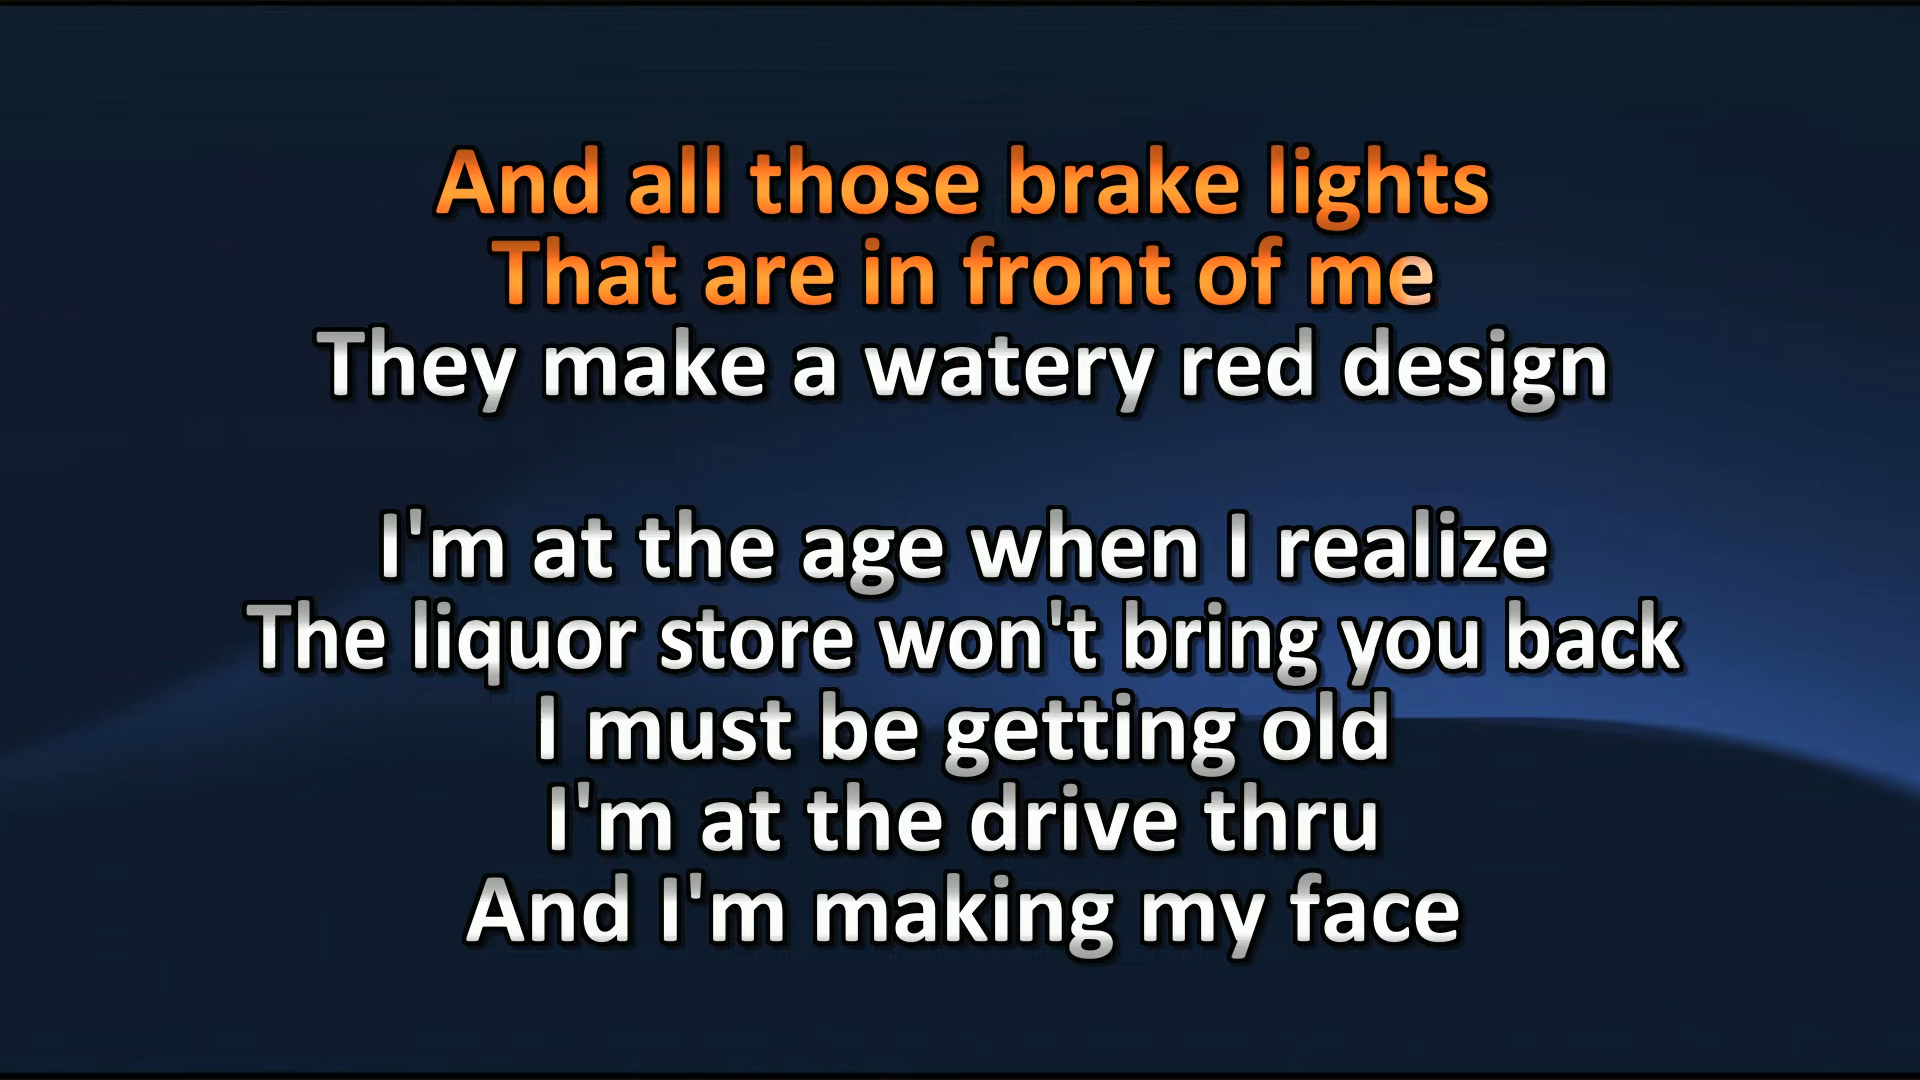 And all those brake lights
That are in front of me
They make a watery red design
I'm at the age when I realize
The liquor store won't bring you back
I must be getting old
I'm at the drive thru
And I'm making my face